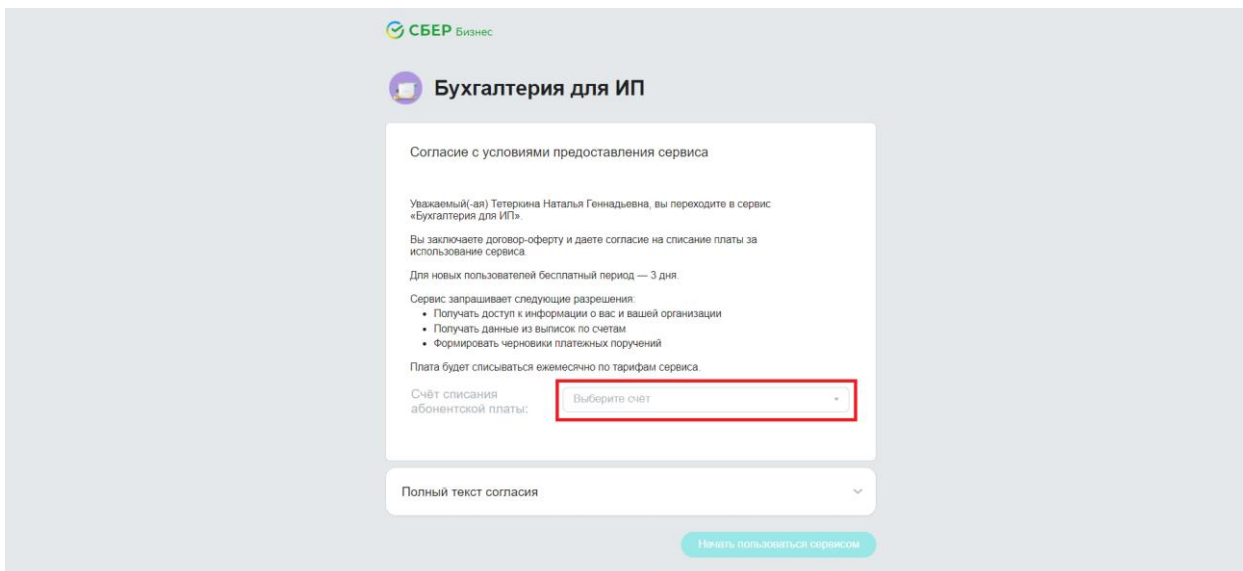 СБЕР Бизнес
Бухгалтерия для ИП
Согласие с условиями предоставления сервиса
Уважаемый(-ая) Тетеркина Наталья Геннадьевна, вы переходите в сервис
«Бухгалтерия для ИП».
Вы заключаете договор-оферту и даете согласие на списание платы за
использование сервиса.
Для новых пользователей бесплатный период — 3 дня.
Сервис запрашивает следующие разрешения:
• Получать доступ к информации о вас и вашей организации
• Получать данные из выписок по счетам
• Формировать черновики платежных поручений
Плата будет списываться ежемесячно по тарифам сервиса.
Счёт списания
абонентской платы:
Выберите счёт
Полный текст согласия
Начать пользоваться сервисом